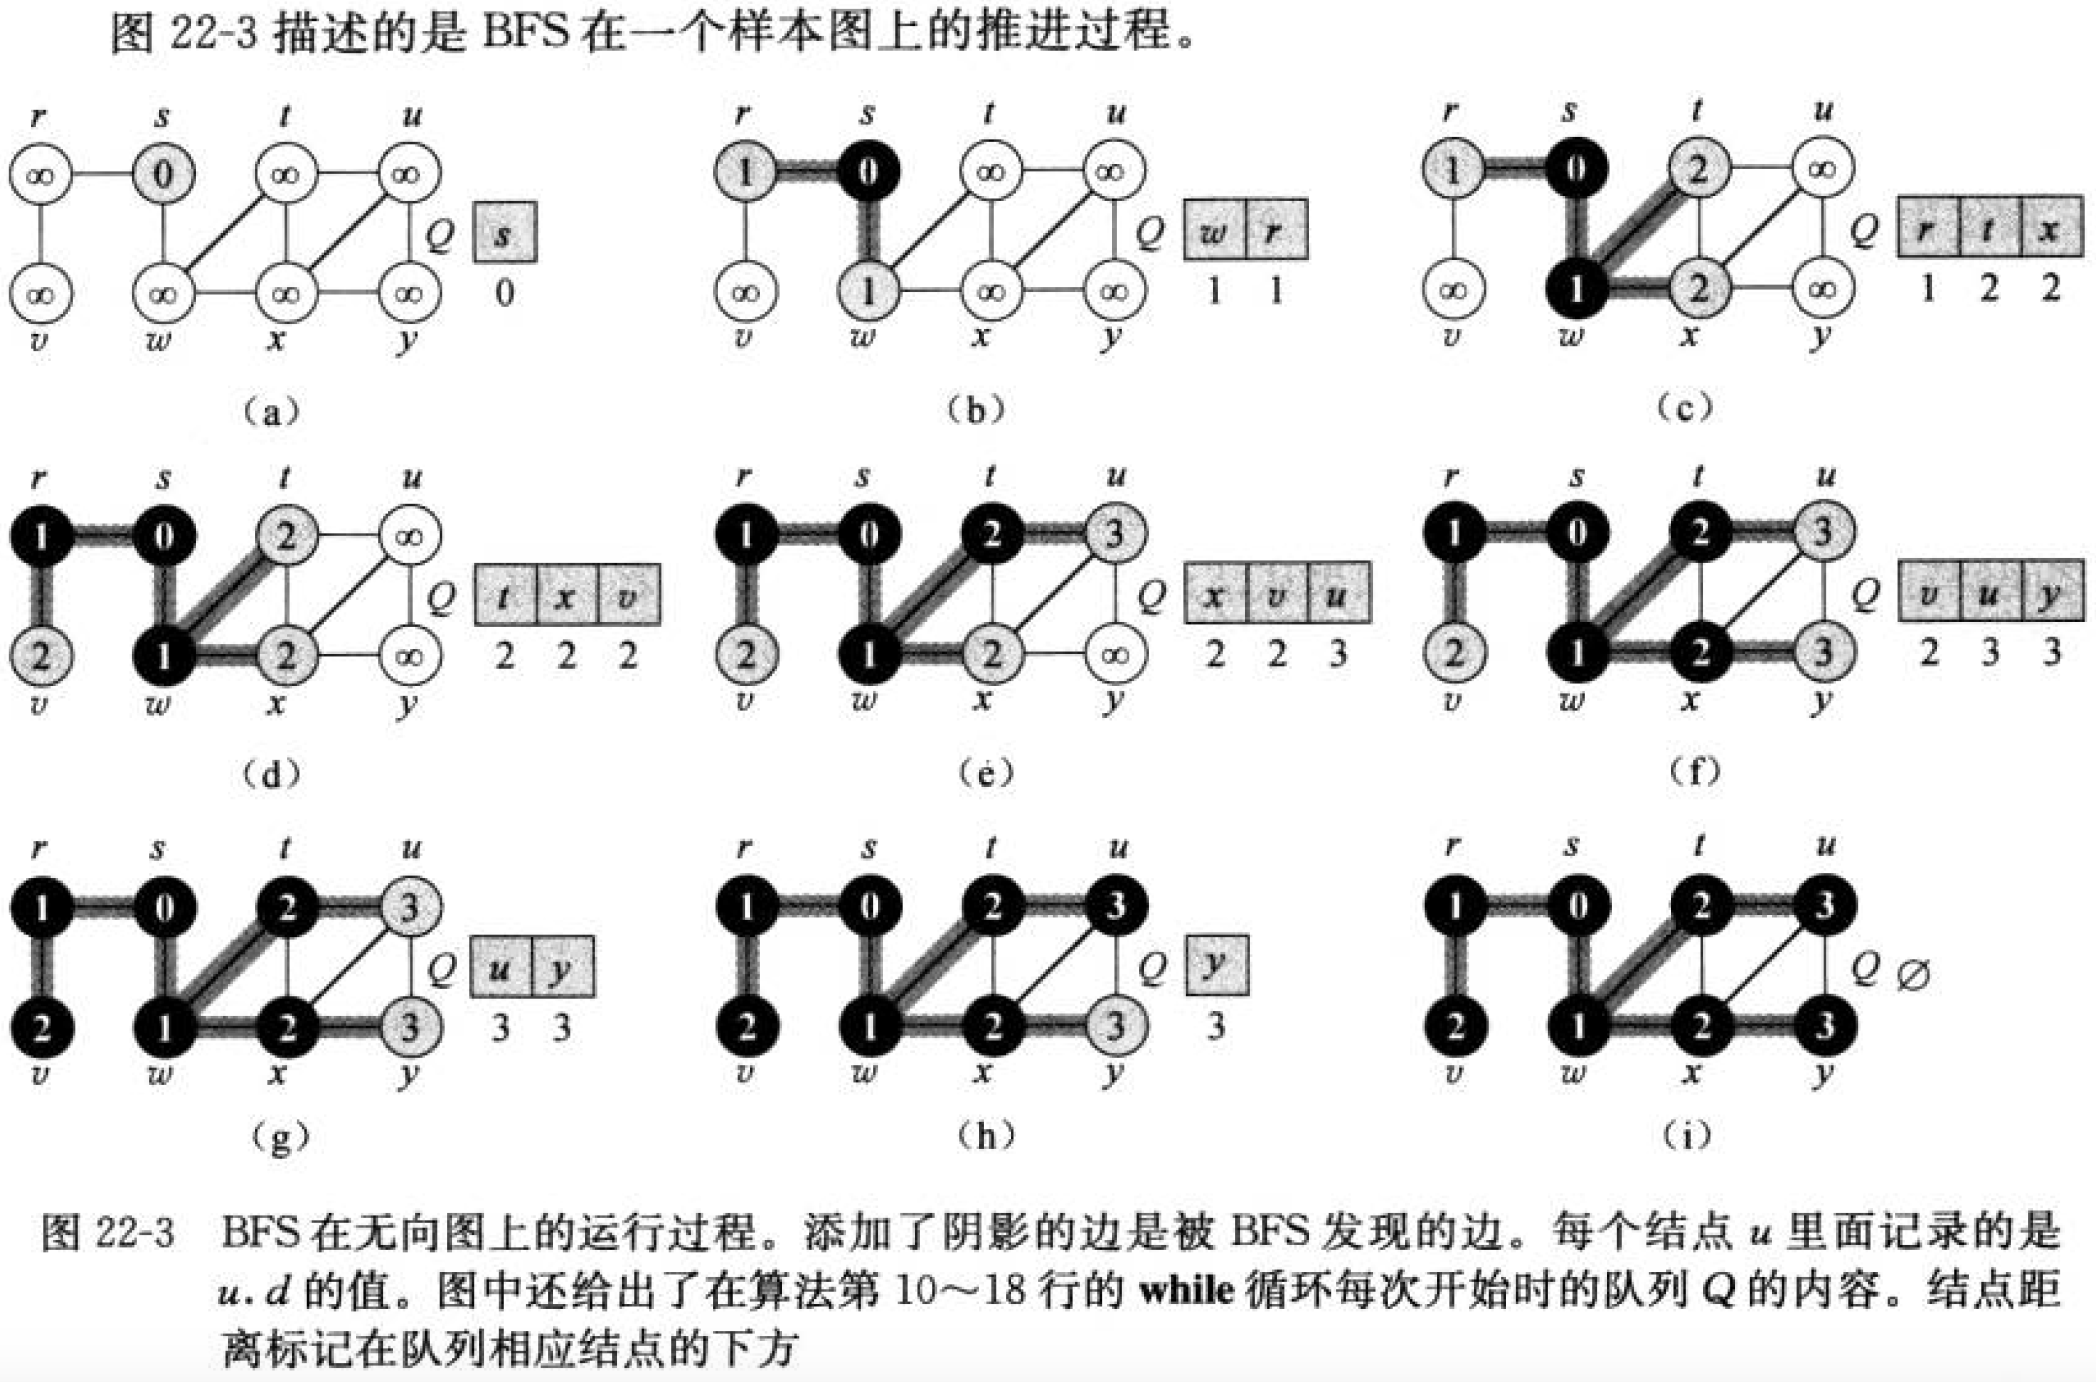 图 22-3 描述的是 BFS 在一个样本图上的推进过程。
r s t u
∞ 0 ∞ ∞
Q s
∞ ∞ ∞ ∞ 0
v w x y
(a)
r s t u
1 0 ∞ ∞
Q w r
∞ 1 ∞ ∞ 1 1
v w x y
(b)
r s t u
1 0 2 ∞
Q r t x
∞ 1 2 ∞ 1 2 2
v w x y
(c)
r s t u
1 0 2 ∞
Q t x v
2 1 2 ∞ 2 2 2
v w x y
(d)
r s t u
1 0 2 3
Q x v u
2 1 2 ∞ 2 2 3
v w x y
(e)
r s t u
1 0 2 3
Q v u y
2 1 2 3 2 3 3
v w x y
(f)
r s t u
1 0 2 3
Q u y
2 1 2 3 3 3
v w x y
(g)
r s t u
1 0 2 3
Q y
2 1 2 3 3
v w x y
(h)
r s t u
1 0 2 3
Q ∅
2 1 2 3
v w x y
(i)
图 22-3 BFS 在无向图上的运行过程。添加了阴影的边是被 BFS 发现的边。每个结点 u 里面记录的是
u.d 的值。图中还给出了在算法第 10～18 行的 while 循环每次开始时的队列 Q 的内容。结点距
离标记在队列相应结点的下方